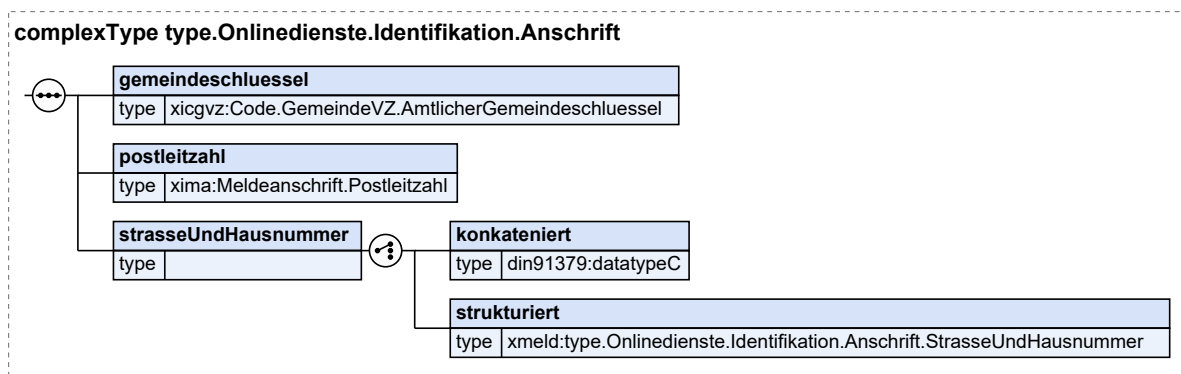 complexType type.Onlinedienste.Identifikation.Anschrift
gemeindeschluessel
type xicgvz:Code.GemeindeVZ.AmtlicherGemeindeschluessel
postleitzahl
type xima:Meldeanschrift.Postleitzahl
strasseUndHausnummer
type
konkateniert
type din91379:datatypeC
strukturiert
type xmeld:type.Onlinedienste.Identifikation.Anschrift.StrasseUndHausnummer